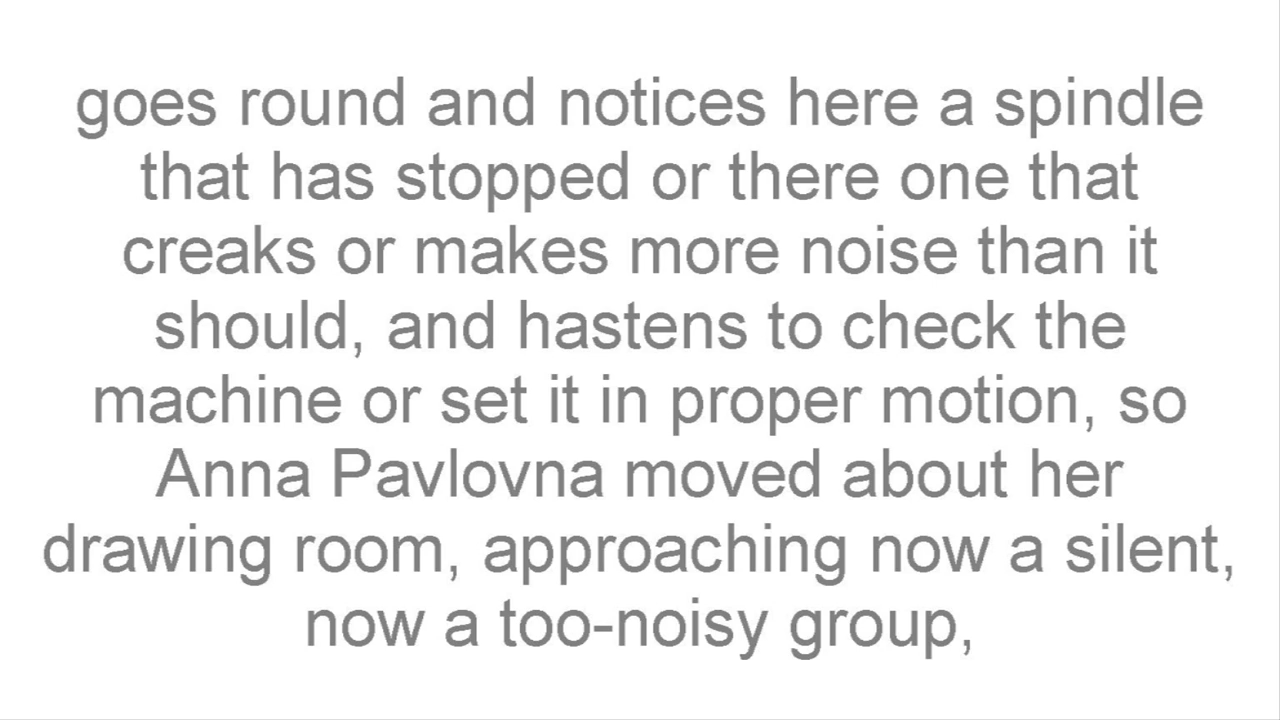 goes round and notices here a spindle
that has stopped or there one that
creaks or makes more noise than it
should, and hastens to check the
machine or set it in proper motion, so
Anna Pavlovna moved about her
drawing room, approaching now a silent,
now a too-noisy group,